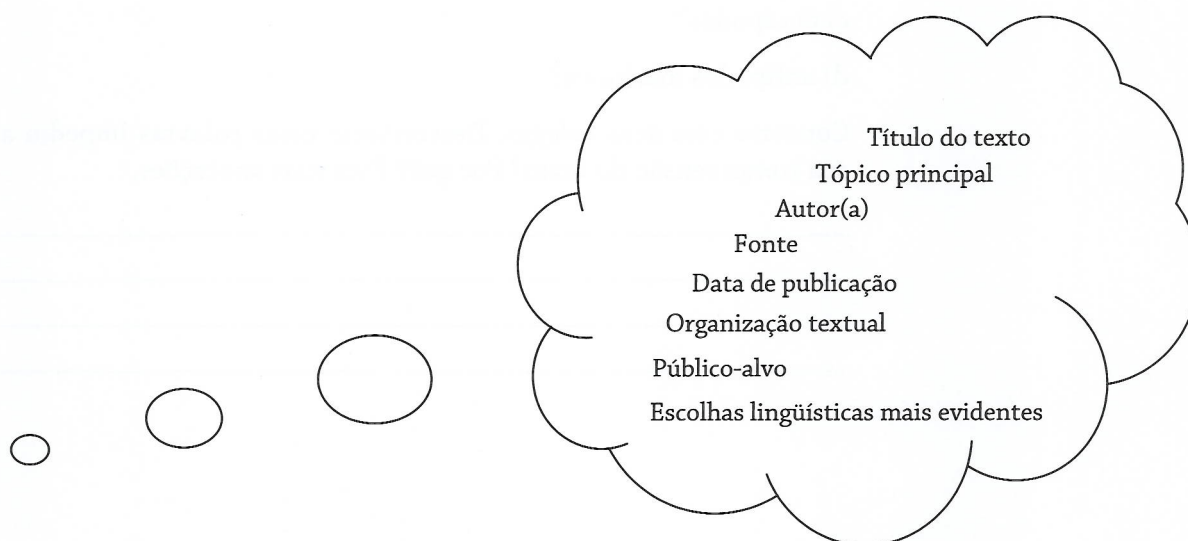 Título do texto
Tópico principal
Autor(a)
Fonte
Data de publicação
Organização textual
Público-alvo
Escolhas lingüísticas mais evidentes